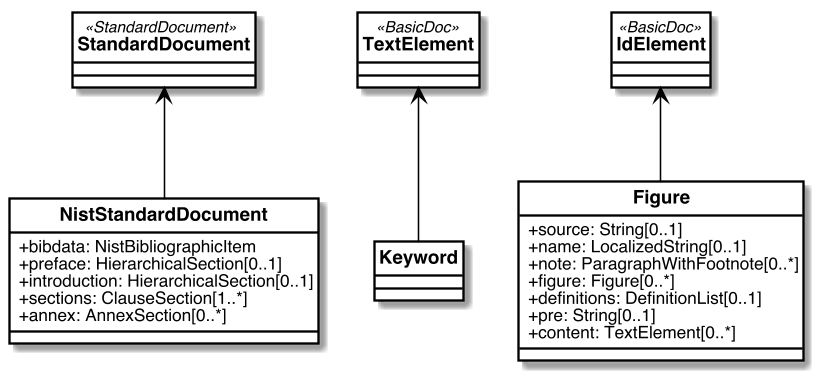 «StandardDocument»
StandardDocument
«BasicDoc»
TextElement
«BasicDoc»
IdElement
NistStandardDocument
+bibdata: NistBibliographicItem
+preface: HierarchicalSection[0..1]
+introduction: HierarchicalSection[0..1]
+sections: ClauseSection[1..*]
+annex: AnnexSection[0..*]
Keyword
Figure
+source: String[0..1]
+name: LocalizedString[0..1]
+note: ParagraphWithFootnote[0..*]
+figure: Figure[0..*]
+definitions: DefinitionList[0..1]
+pre: String[0..1]
+content: TextElement[0..*]